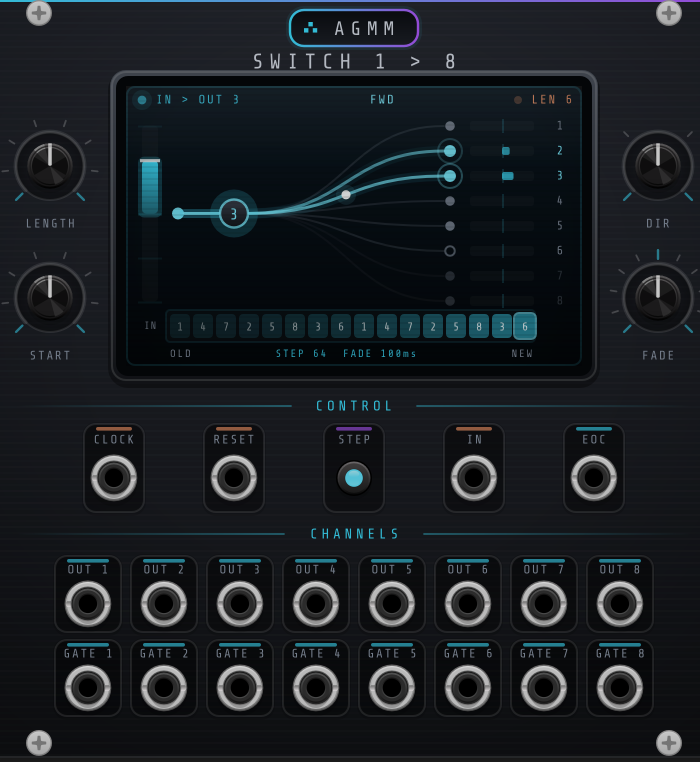 AGMM
SWITCH 1 > 8
IN > OUT 3 FWD LEN 6
1
2
3
4
5
6
7
8
3
LENGTH
START
DIR
FADE
IN 1 4 7 2 5 8 3 6 1 4 7 2 5 8 3 6
OLD STEP 64 FADE 100ms NEW
CONTROL
CLOCK RESET STEP IN EOC
CHANNELS
OUT 1 OUT 2 OUT 3 OUT 4 OUT 5 OUT 6 OUT 7 OUT 8
GATE 1 GATE 2 GATE 3 GATE 4 GATE 5 GATE 6 GATE 7 GATE 8